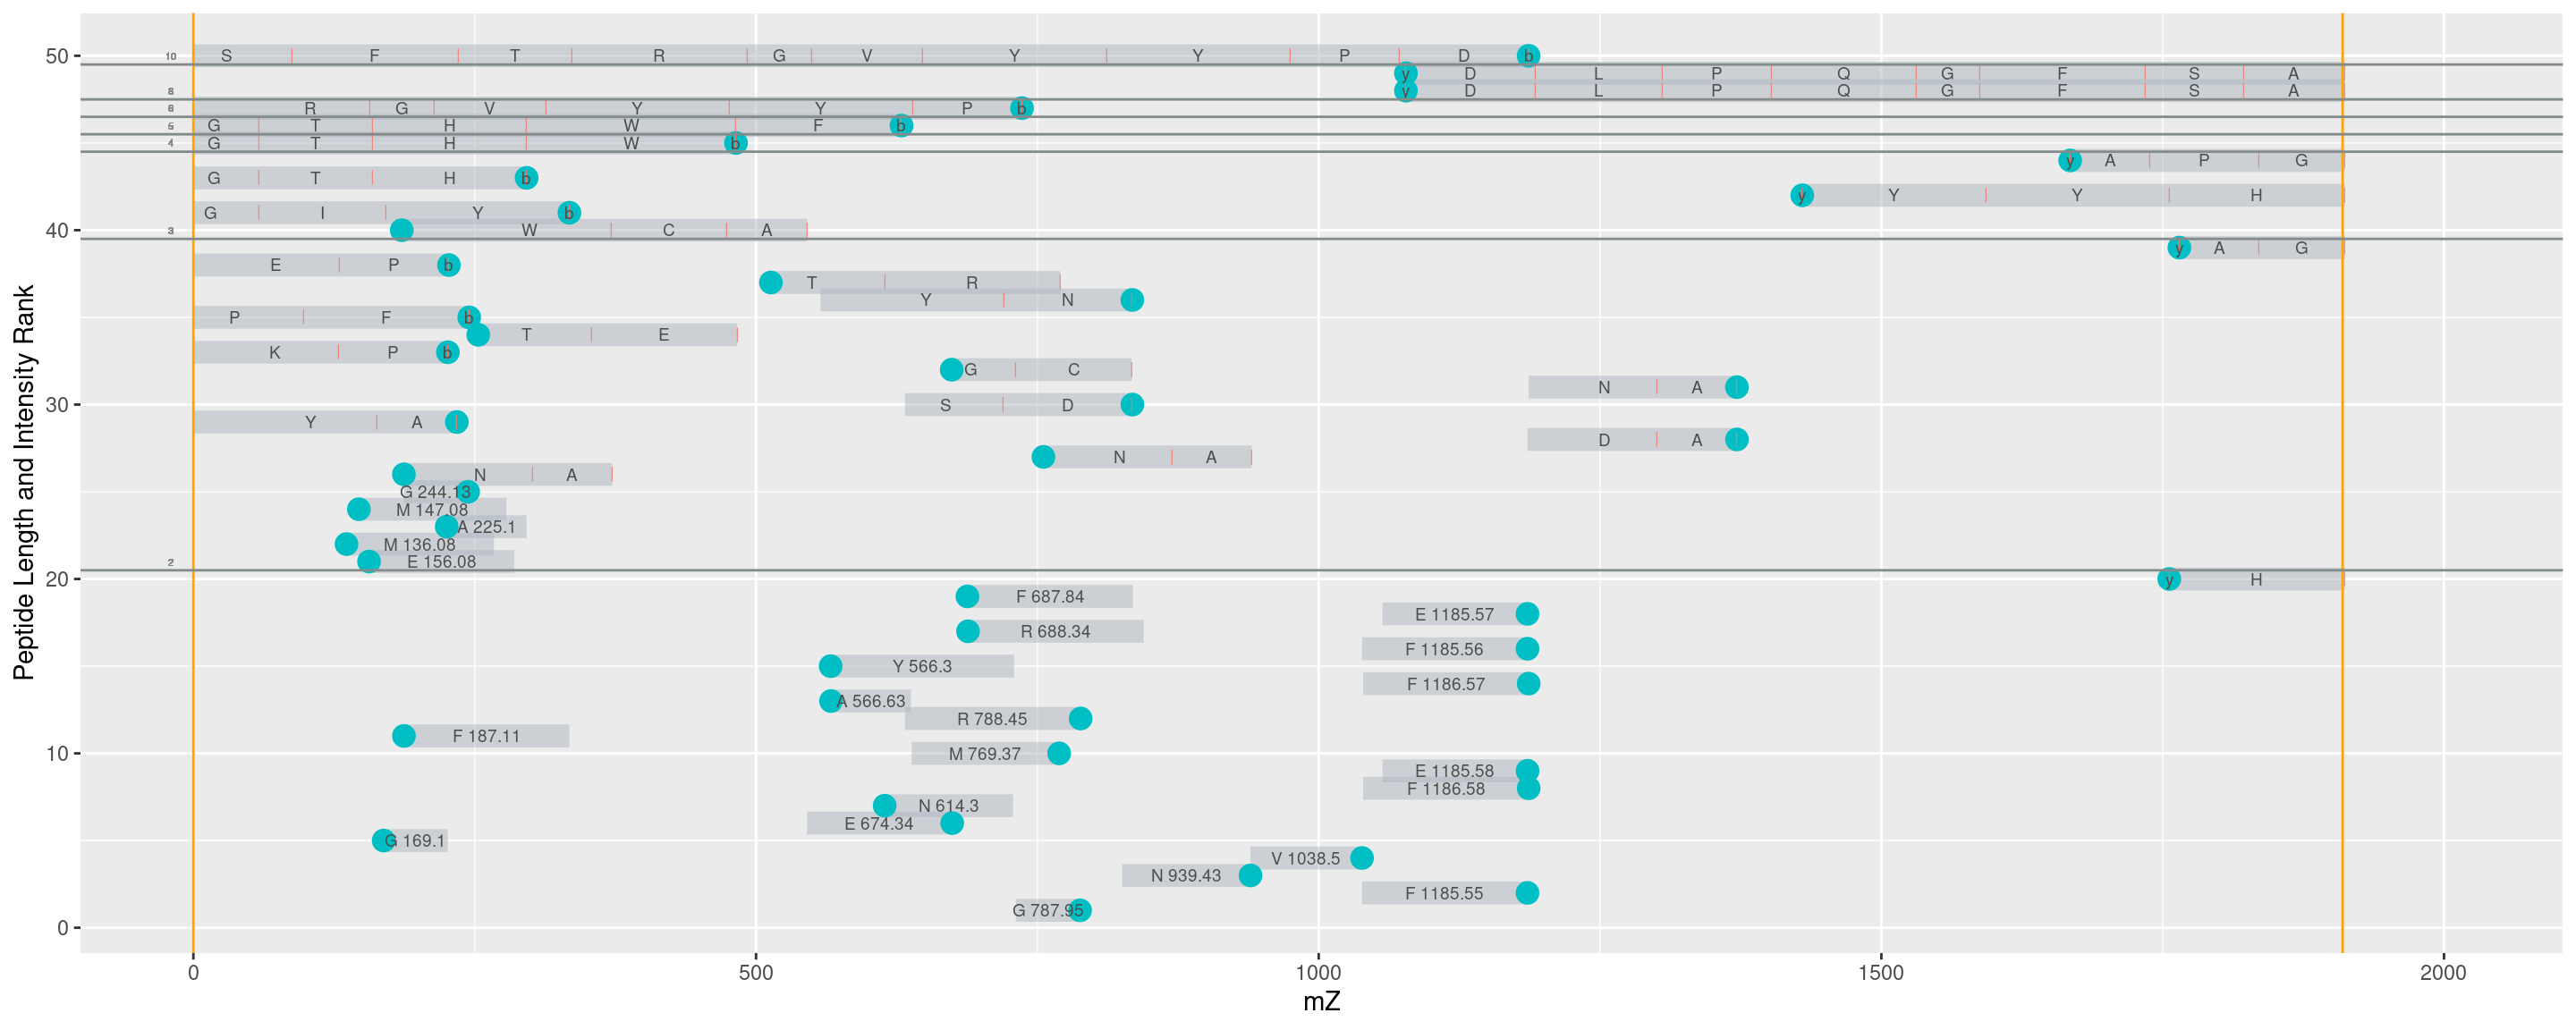 Peptide Length and Intensity Rank
50
10
S F T R G V Y Y P D b
y D L P Q G F S A
8
y D L P Q G F S A
6
R G V Y Y P b
5
G T H W F b
4
G T H W b
y A P G
G T H b
y Y Y H
G I Y b
40
3
W C A
y A G
E P b
T R
Y N
P F b
T E
K P b
G C
N A
30
S D
Y A
D A
N A
N A
G 244.13
M 147.08
A 225.1
M 136.08
2
E 156.08
20
y H
F 687.84
E 1185.57
R 688.34
F 1185.56
Y 566.3
F 1186.57
A 566.63
R 788.45
F 187.11
10
M 769.37
E 1185.58
F 1186.58
N 614.3
E 674.34
G 169.1
V 1038.5
N 939.43
F 1185.55
G 787.95
0
0 500 1000 1500 2000
mZ